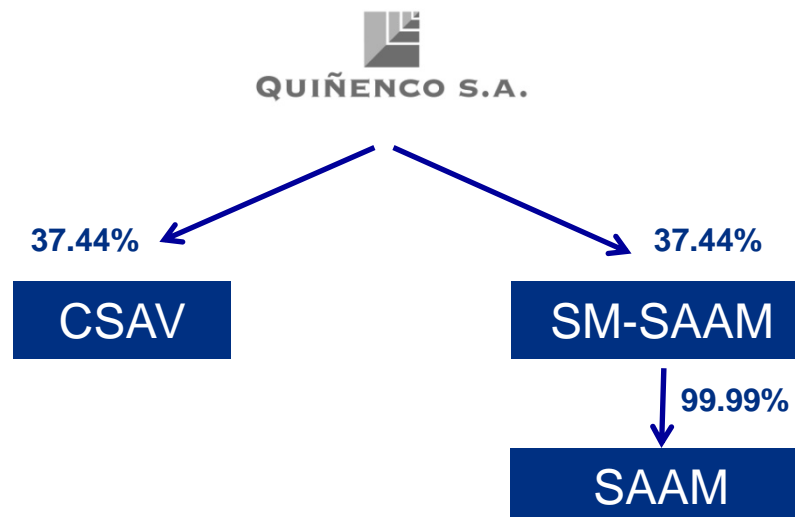 QUIÑENCO S.A.
37.44%
37.44%
CSAV
SM-SAAM
99.99%
SAAM